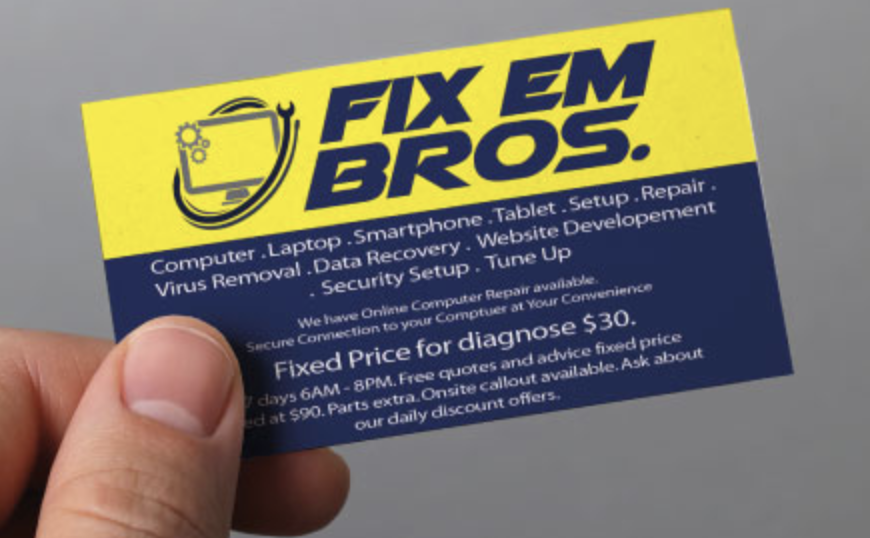 FIX EM
BROS.
Computer .Laptop . Smartphone .Tablet . Setup . Repair .
Virus Removal . Data Recovery . Website Developement
. Security Setup . Tune Up
We have Online Computer Repair available.
Secure Connection to your Comptuer at Your Convenience
Fixed Price for diagnose $30.
7 days 6AM - 8PM. Free quotes and advice fixed price
at $90. Parts extra. Onsite callout available. Ask about
our daily discount offers.